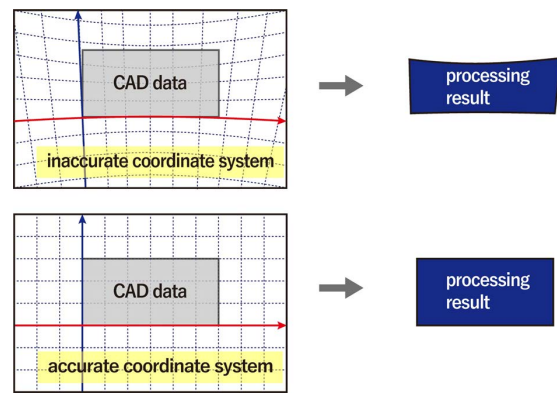 CAD data
processing
result
inaccurate coordinate system
CAD data
processing
result
accurate coordinate system